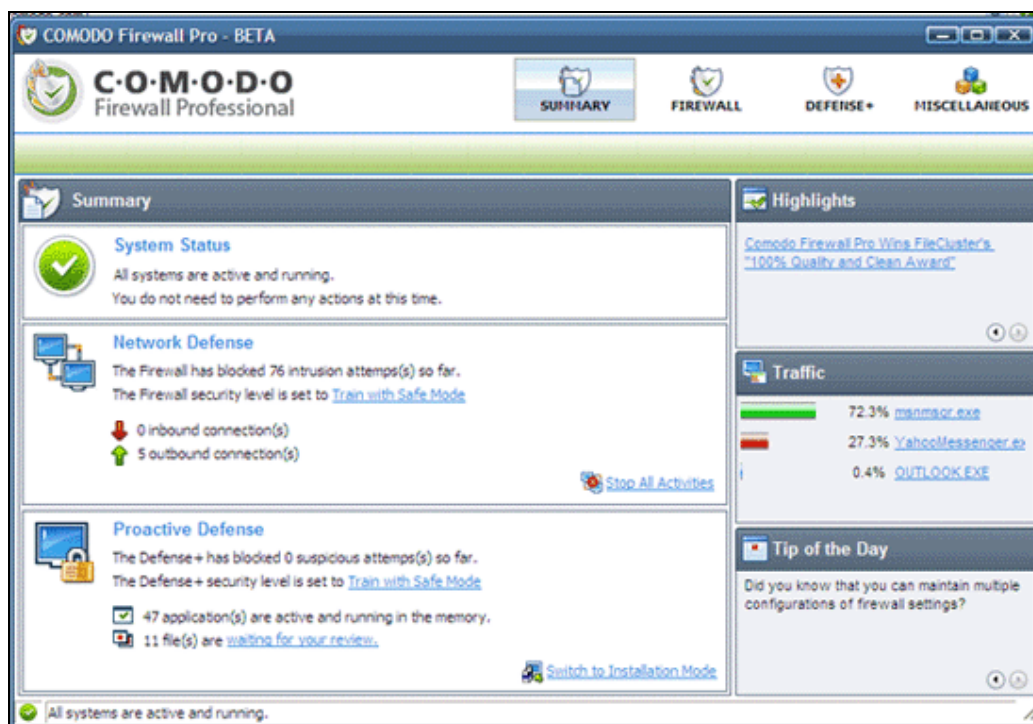 COMODO Firewall Pro - BETA
C·O·M·O·D·O
Firewall Professional
SUMMARY
FIREWALL
DEFENSE+
MISCELLANEOUS
Summary
System Status
All systems are active and running.
You do not need to perform any actions at this time.
Network Defense
The Firewall has blocked 76 intrusion attemps(s) so far.
The Firewall security level is set to Train with Safe Mode
0 inbound connection(s)
5 outbound connection(s)
Stop All Activities
Proactive Defense
The Defense+ has blocked 0 suspicious attemps(s) so far.
The Defense+ security level is set to Train with Safe Mode
47 application(s) are active and running in the memory.
11 file(s) are waiting for your review.
Switch to Installation Mode
Highlights
Comodo Firewall Pro Wins FileCluster's
"100% Quality and Clean Award"
Traffic
72.3% msnmsgr.exe
27.3% YahooMessenger.ex
0.4% OUTLOOK.EXE
Tip of the Day
Did you know that you can maintain multiple
configurations of firewall settings?
All systems are active and running.